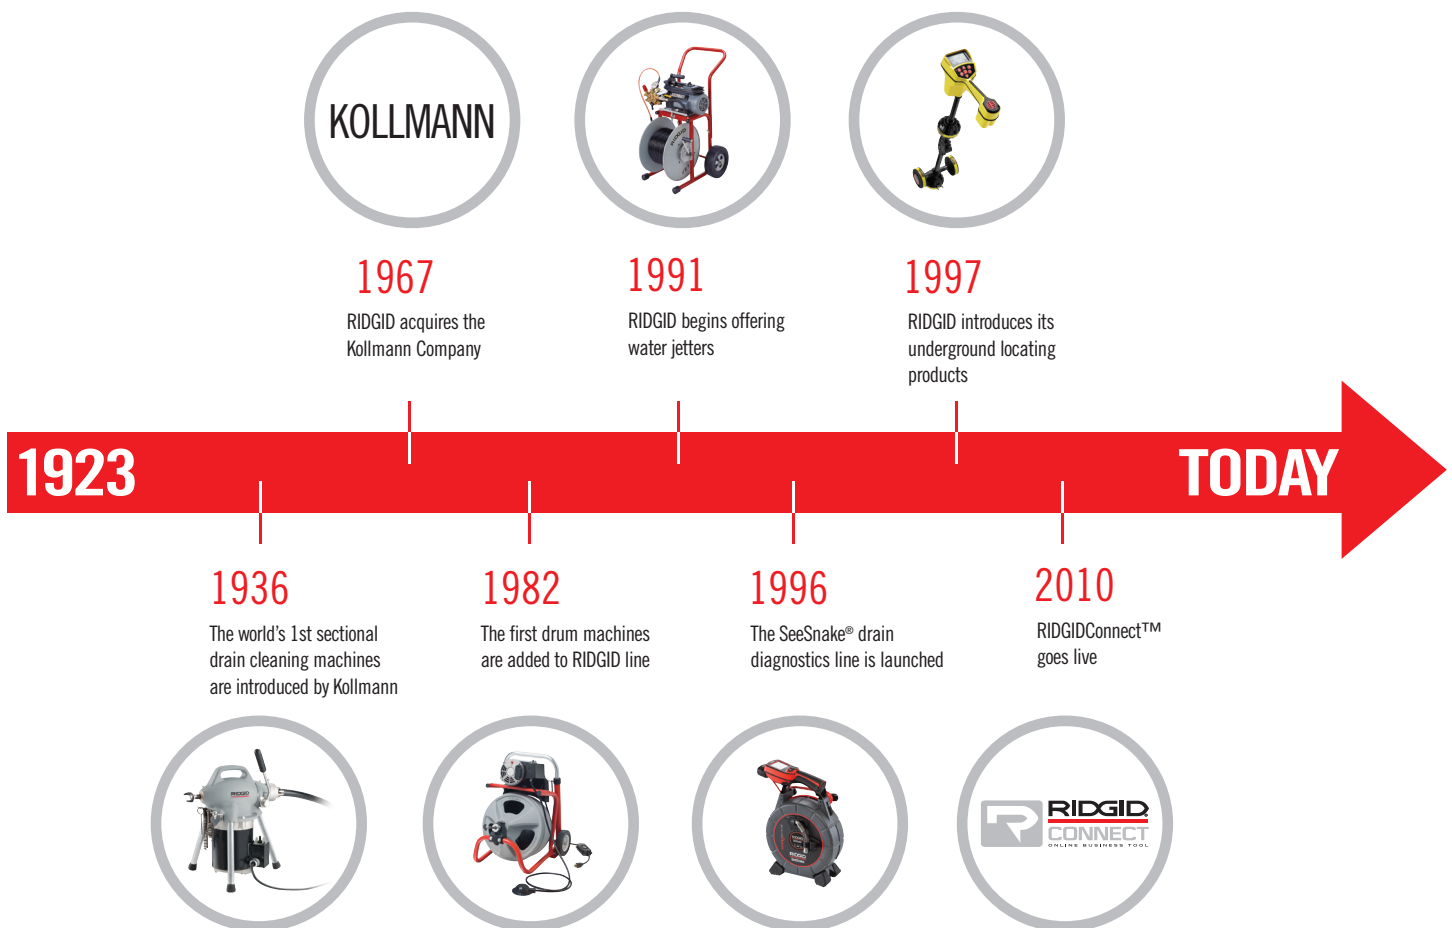 KOLLMANN
1967
RIDGID acquires the
Kollmann Company
1991
RIDGID begins offering
water jetters
1997
RIDGID introduces its
underground locating
products
1923
TODAY
1936
The world's 1st sectional
drain cleaning machines
are introduced by Kollmann
1982
The first drum machines
are added to RIDGID line
1996
The SeeSnake® drain
diagnostics line is launched
2010
RIDGIDConnect™
goes live
RIDGID
RIDGID
RIDGID
CONNECT
ONLINE BUSINESS TOOL